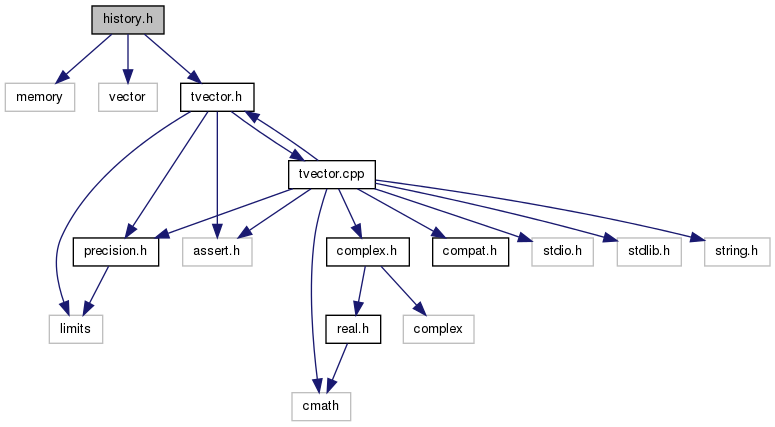 history.h
memory
vector
tvector.h
tvector.cpp
precision.h
assert.h
complex.h
compat.h
stdio.h
stdlib.h
string.h
limits
real.h
complex
cmath